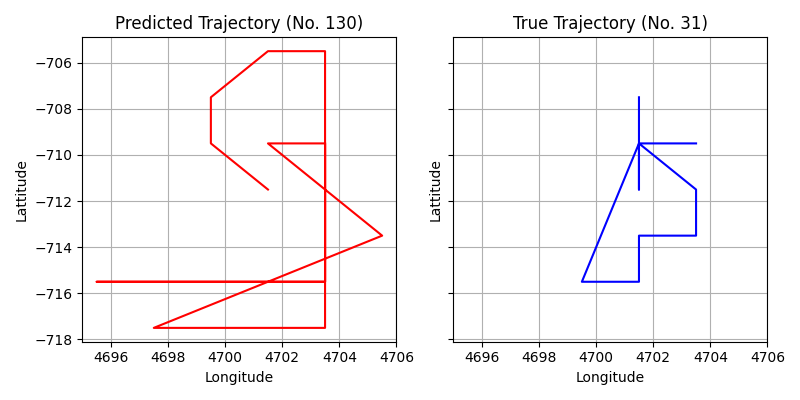 Predicted Trajectory (No. 130)
True Trajectory (No. 31)
−706
−708
−710
−712
−714
−716
−718
Lattitude
Lattitude
4696 4698 4700 4702 4704 4706
4696 4698 4700 4702 4704 4706
Longitude
Longitude